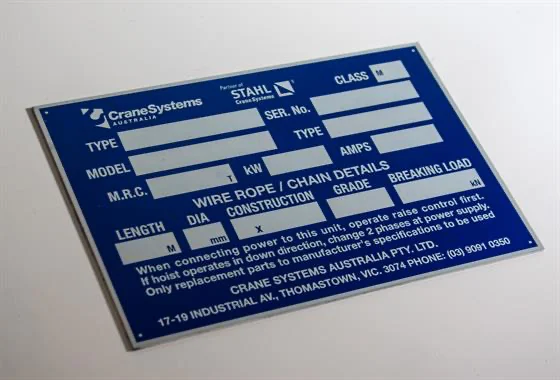 CraneSystems
AUSTRALIA
Partner of
STAHL
CraneSystems
CLASS M
TYPE
SER. No.
MODEL
TYPE
M.R.C. T kW AMPS
WIRE ROPE / CHAIN DETAILS
LENGTH DIA CONSTRUCTION GRADE BREAKING LOAD
M mm X kN
When connecting power to this unit, operate raise control first.
If hoist operates in down direction, change 2 phases at power supply.
Only replacement parts to manufacturer's specifications to be used
CRANE SYSTEMS AUSTRALIA PTY. LTD.
17-19 INDUSTRIAL AV., THOMASTOWN, VIC. 3074 PHONE: (03) 9091 0350